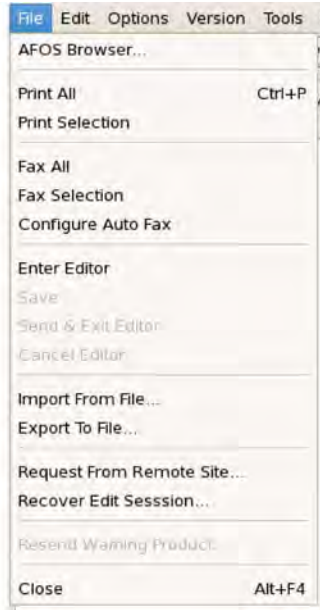 File Edit Options Version Tools
AFOS Browser...
Print All Ctrl+P
Print Selection
Fax All
Fax Selection
Configure Auto Fax
Enter Editor
Save
Send & Exit Editor
Cancel Editor
Import From File...
Export To File...
Request From Remote Site...
Recover Edit Sesssion...
Resend Warning Product.
Close Alt+F4